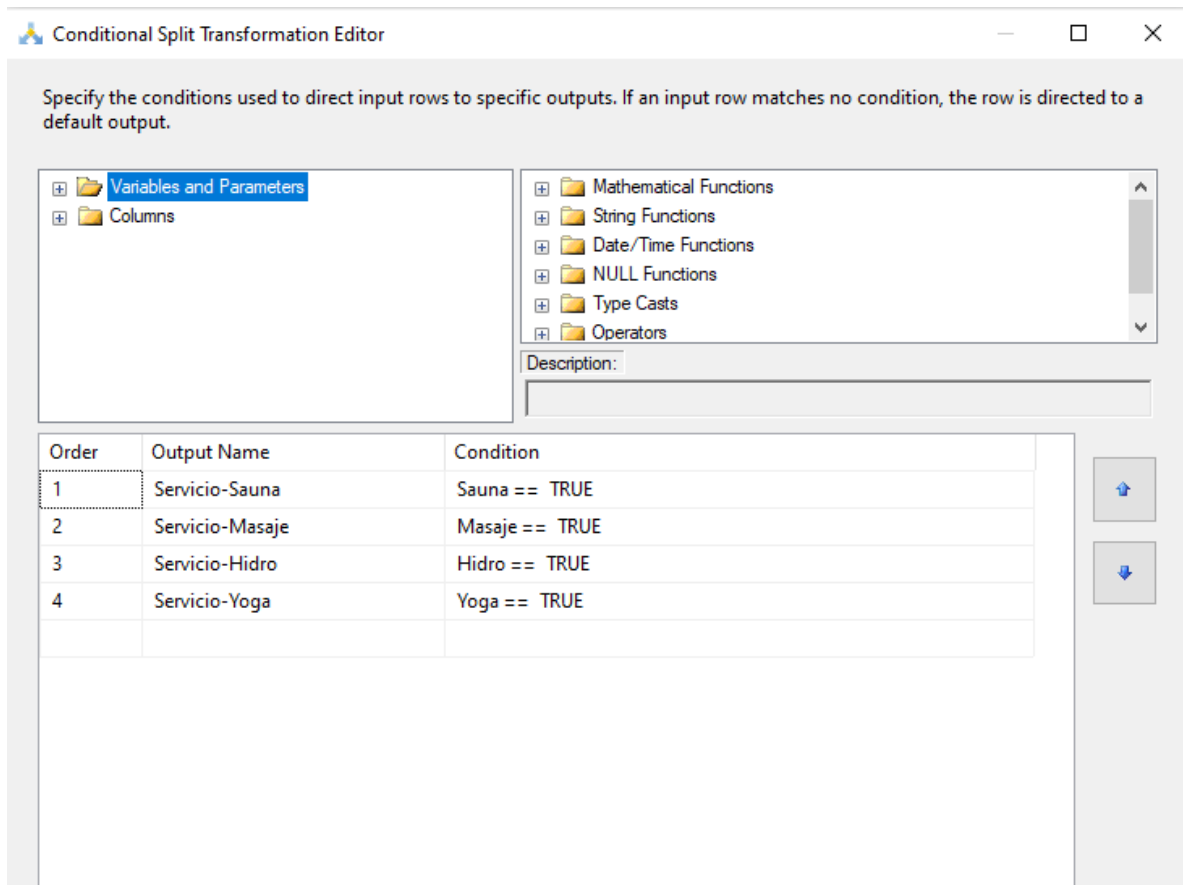 Conditional Split Transformation Editor
Specify the conditions used to direct input rows to specific outputs. If an input row matches no condition, the row is directed to a
default output.
Variables and Parameters
Columns
Mathematical Functions
String Functions
Date/Time Functions
NULL Functions
Type Casts
Operators
Description:
Order Output Name Condition
1 Servicio-Sauna Sauna == TRUE
2 Servicio-Masaje Masaje == TRUE
3 Servicio-Hidro Hidro == TRUE
4 Servicio-Yoga Yoga == TRUE